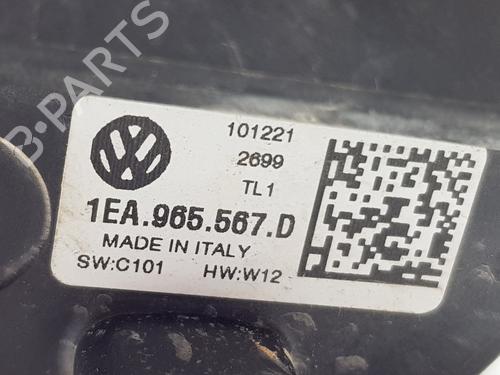 B-PARTS
101221
2699
TL1
1EA.965.567.D
MADE IN ITALY
SW:C101 HW:W12